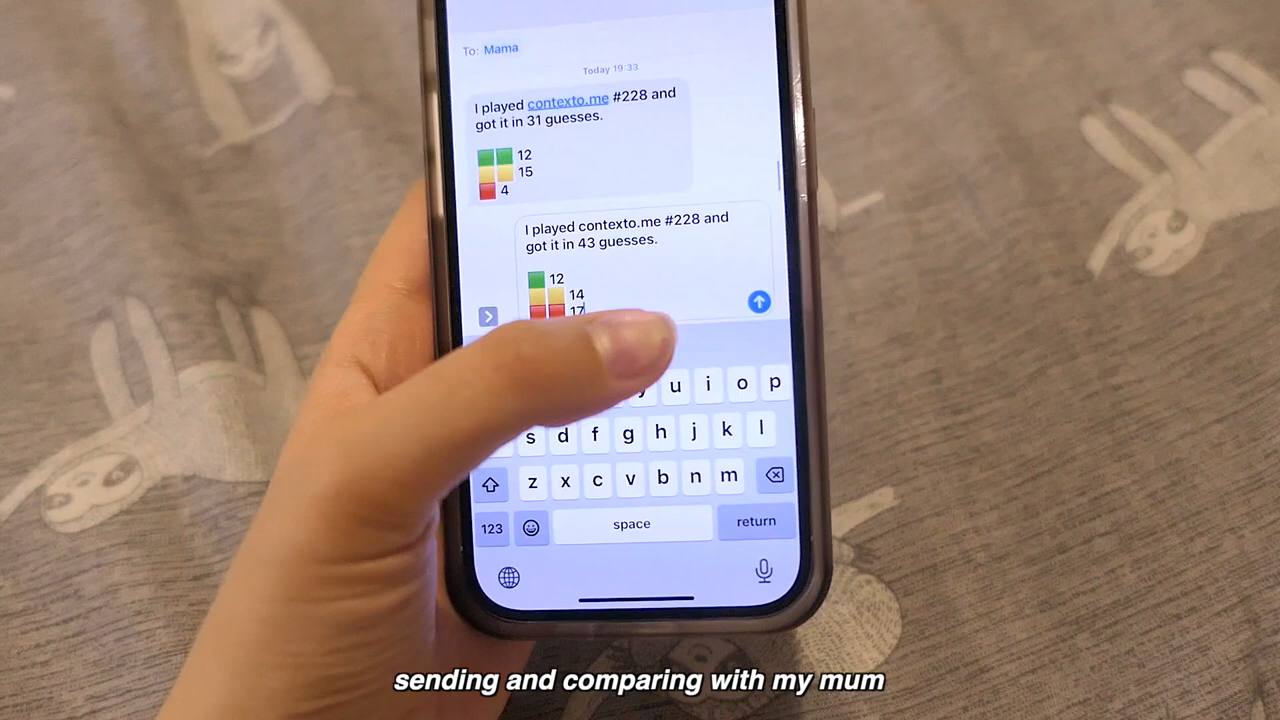 To: Mama
Today 19:33
I played contexto.me #228 and
got it in 31 guesses.
🟩🟩 12
🟨🟨 15
🟥 4
I played contexto.me #228 and
got it in 43 guesses.
🟩 12
🟨🟨 14
🟥🟥 17
y u i o p
s d f g h j k l
z x c v b n m
123 space return
sending and comparing with my mum